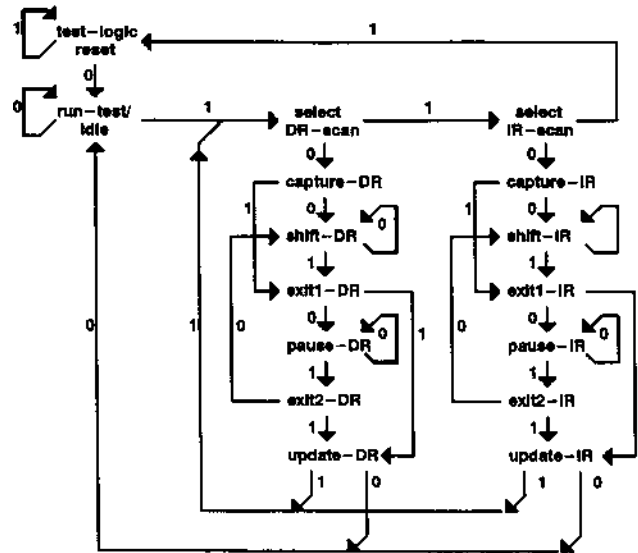 1
test-logic
reset
1
0
0
run-test/
idle
1
select
DR-scan
1
select
IR-scan
0
0
capture-DR
capture-IR
1
0
1
0
shift-DR
0
shift-IR
1
1
exit1-DR
exit1-IR
0
1
0
0
1
0
0
1
pause-DR
0
pause-IR
0
1
1
exit2-DR
exit2-IR
1
1
update-DR
update-IR
1
0
1
0